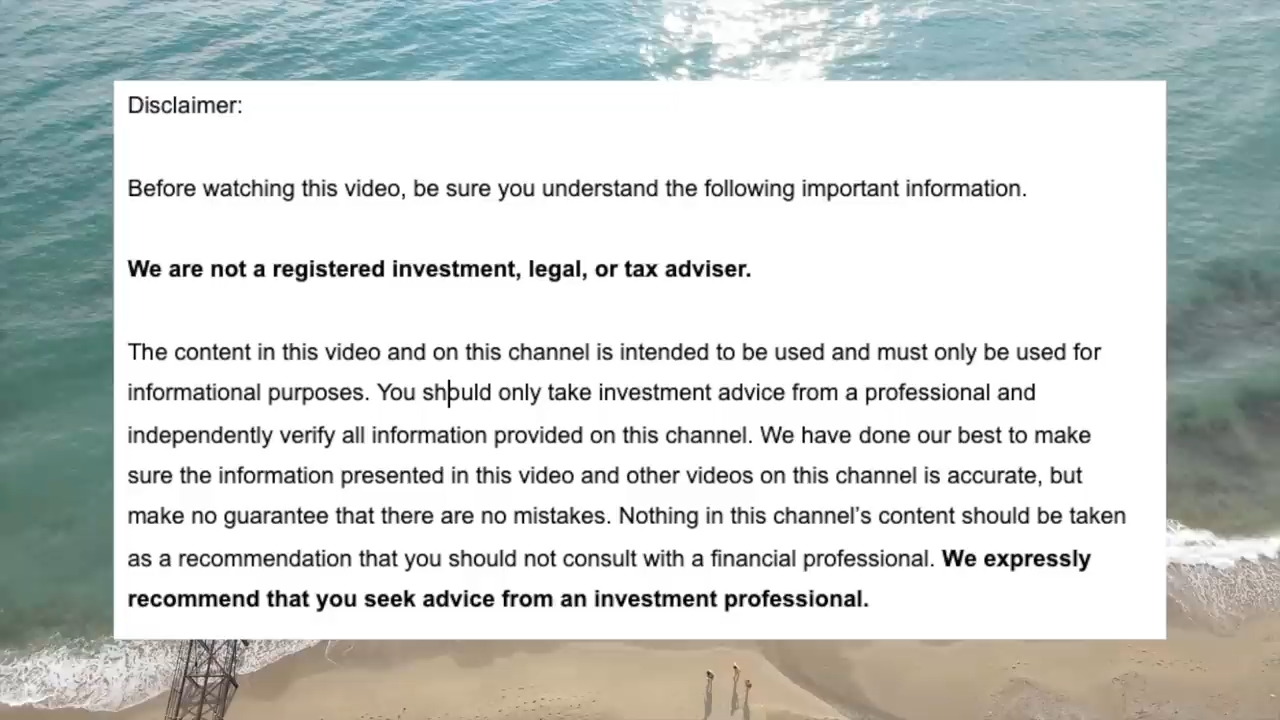 Disclaimer:
Before watching this video, be sure you understand the following important information.
We are not a registered investment, legal, or tax adviser.
The content in this video and on this channel is intended to be used and must only be used for
informational purposes. You should only take investment advice from a professional and
independently verify all information provided on this channel. We have done our best to make
sure the information presented in this video and other videos on this channel is accurate, but
make no guarantee that there are no mistakes. Nothing in this channel’s content should be taken
as a recommendation that you should not consult with a financial professional. We expressly
recommend that you seek advice from an investment professional.